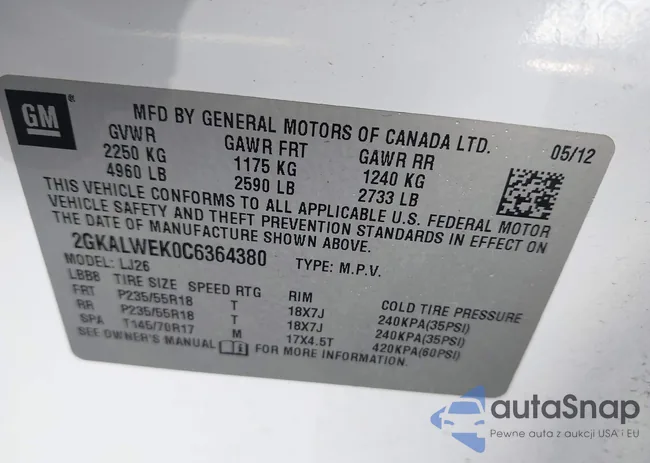 GM
MFD BY GENERAL MOTORS OF CANADA LTD. 05/12
GVWR GAWR FRT GAWR RR
2250 KG 1175 KG 1240 KG
4960 LB 2590 LB 2733 LB
THIS VEHICLE CONFORMS TO ALL APPLICABLE U.S. FEDERAL MOTOR
VEHICLE SAFETY AND THEFT PREVENTION STANDARDS IN EFFECT ON
THE DATE OF MANUFACTURE SHOWN ABOVE.
2GKALWEK0C6364380 TYPE: M.P.V.
MODEL: LJ26
LBB8 TIRE SIZE SPEED RTG RIM COLD TIRE PRESSURE
FRT P235/55R18 T 18X7J 240KPA(35PSI)
RR P235/55R18 T 18X7J 240KPA(35PSI)
SPA T145/70R17 M 17X4.5T 420KPA(60PSI)
SEE OWNER'S MANUAL FOR MORE INFORMATION.
autaSnap
Pewne auta z aukcji USA i EU